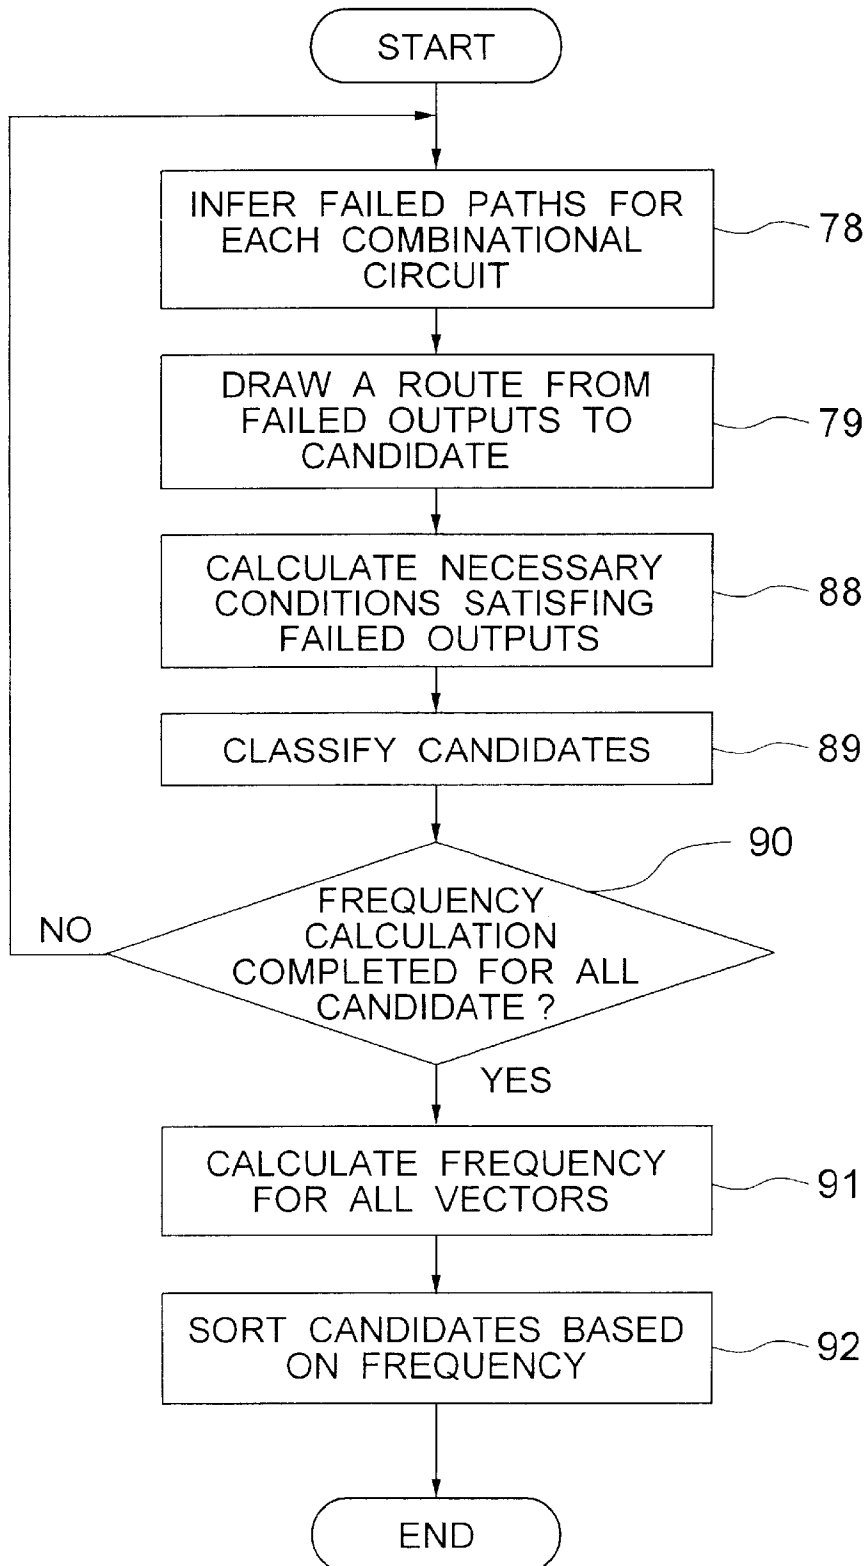 START
INFER FAILED PATHS FOR
EACH COMBINATIONAL
CIRCUIT
78
DRAW A ROUTE FROM
FAILED OUTPUTS TO
CANDIDATE
79
CALCULATE NECESSARY
CONDITIONS SATISFING
FAILED OUTPUTS
88
CLASSIFY CANDIDATES
89
90
FREQUENCY
CALCULATION
COMPLETED FOR ALL
CANDIDATE ?
NO
YES
CALCULATE FREQUENCY
FOR ALL VECTORS
91
SORT CANDIDATES BASED
ON FREQUENCY
92
END